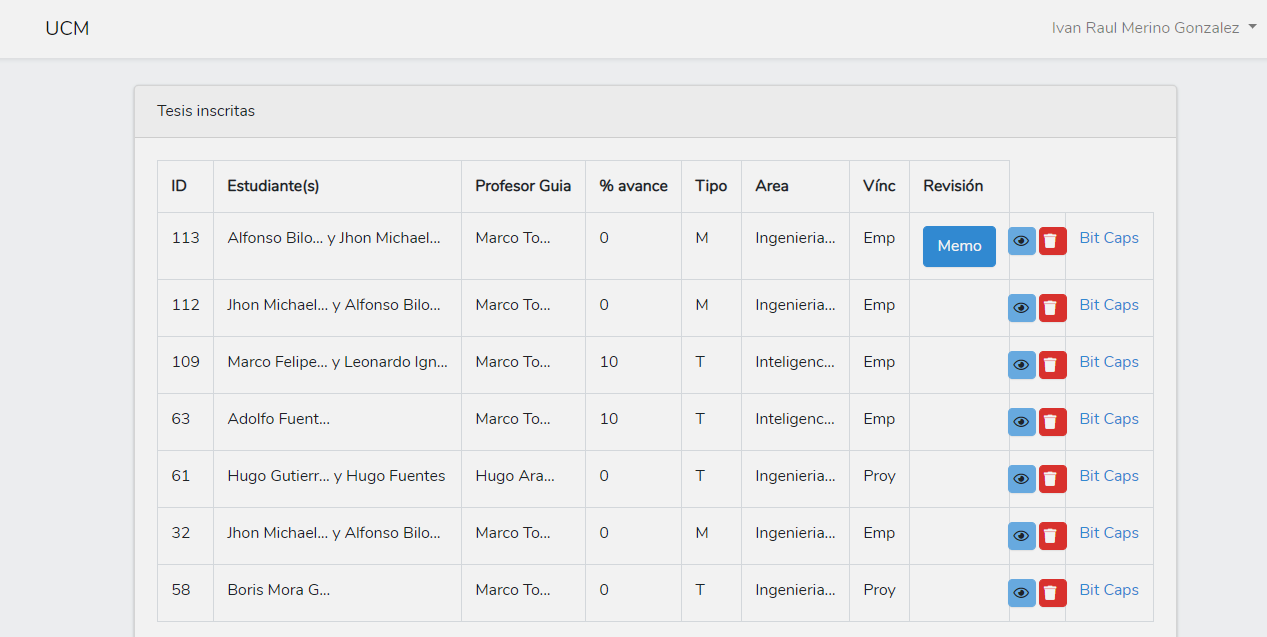 UCM
Ivan Raul Merino Gonzalez
Tesis inscritas
ID Estudiante(s) Profesor Guia % avance Tipo Area Vínc Revisión
113 Alfonso Bilo... y Jhon Michael... Marco To... 0 M Ingenieria... Emp Memo Bit Caps
112 Jhon Michael... y Alfonso Bilo... Marco To... 0 M Ingenieria... Emp Bit Caps
109 Marco Felipe... y Leonardo Ign... Marco To... 10 T Inteligenc... Emp Bit Caps
63 Adolfo Fuent... Marco To... 10 T Inteligenc... Emp Bit Caps
61 Hugo Gutierr... y Hugo Fuentes Hugo Ara... 0 T Ingenieria... Proy Bit Caps
32 Jhon Michael... y Alfonso Bilo... Marco To... 0 M Ingenieria... Emp Bit Caps
58 Boris Mora G... Marco To... 0 T Ingenieria... Proy Bit Caps